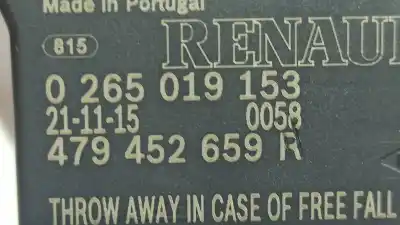 Made in Portugal
815
RENAUL
0 265 019 153
21-11-15 0058
479 452 659 R
THROW AWAY IN CASE OF FREE FALL